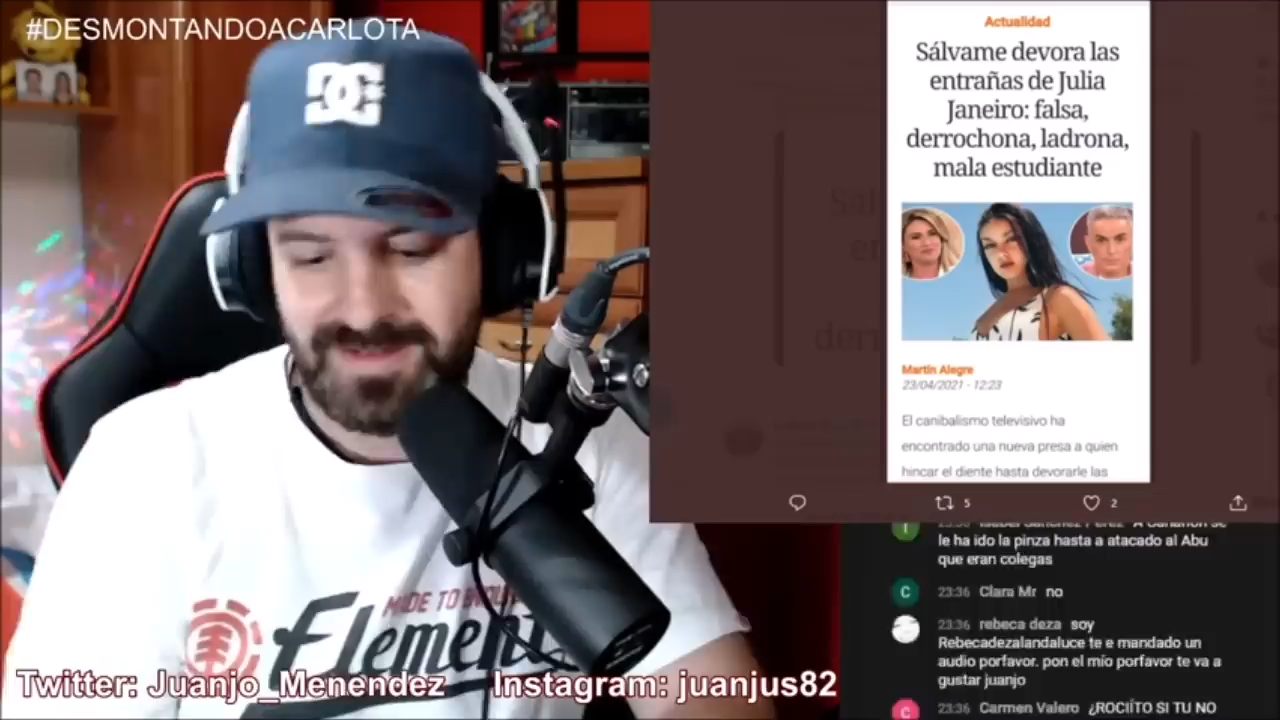 #DESMONTANDOACARLOTA
DC
Actualidad
Sálvame devora las
entrañas de Julia
Janeiro: falsa,
derrochona, ladrona,
mala estudiante
Martín Alegre
23/04/2021 - 12:23
El canibalismo televisivo ha
encontrado una nueva presa a quien
hincar el diente hasta devorarle las
5
2
le ha ido la pinza hasta a atacado al Abu
que eran colegas
C 23:36 Clara Mr no
23:36 rebeca deza soy
Rebecadezalandaluce te e mandado un
audio porfavor. pon el mío porfavor te va a
gustar juanjo
C 23:36 Carmen Valero ¿ROCIÍTO SI TU NO
MADE TO
Element
Twitter: Juanjo_Menendez Instagram: juanjus82